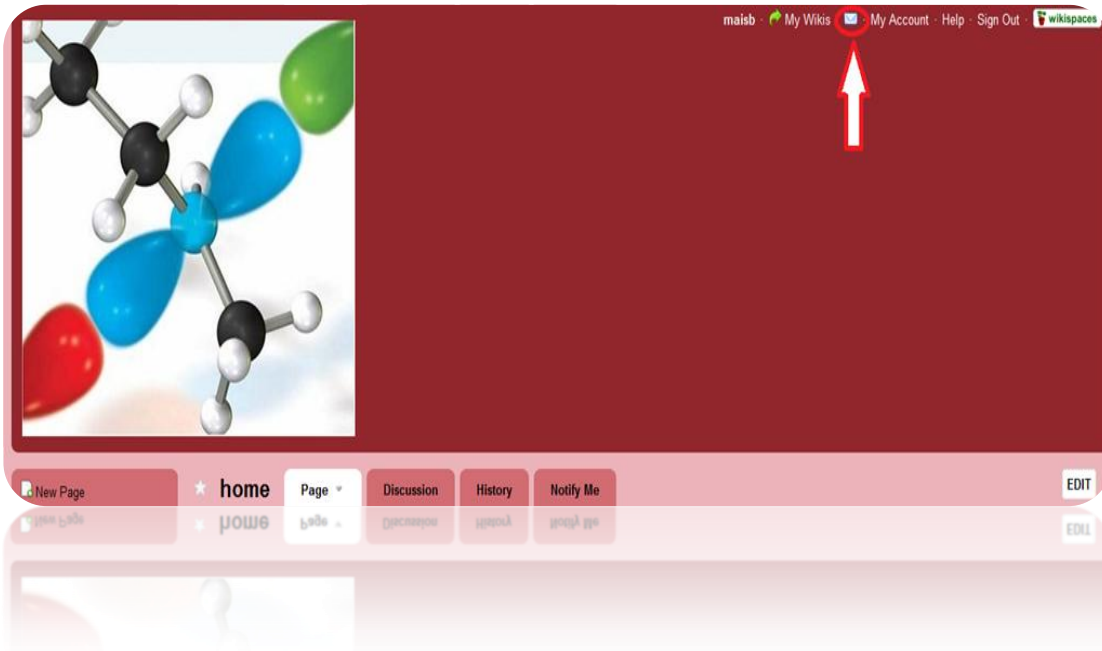 maisb · My Wikis · · My Account · Help · Sign Out · wikispaces
New Page home Page Discussion History Notify Me EDIT